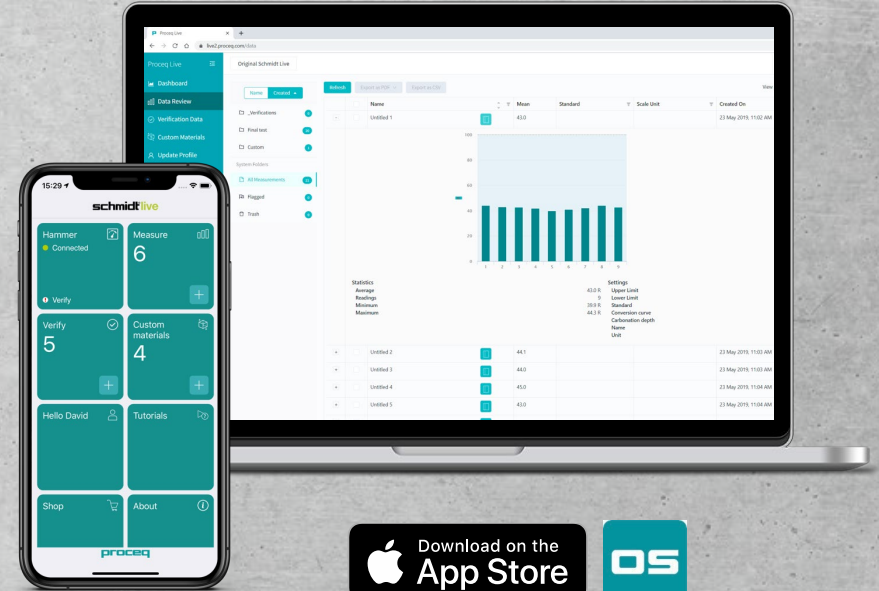 Proceq Live
live2.proceq.com/data
Proceq Live
Original Schmidt Live
Dashboard
Data Review
Verification Data
Custom Materials
Update Profile
Name Created
_Verifications
Final test
Custom
System Folders
All Measurements
Flagged
Trash
Refresh Export as PDF Export as CSV View
Name Mean Standard Scale Unit Created On
Untitled 1 43.0 23 May 2019, 11:02 AM
100
80
60
40
20
0
1 2 3 4 5 6 7 8 9
Statistics
Average 43.0 R
Readings 9
Minimum 39.9 R
Maximum 44.3 R
Settings
Upper Limit
Lower Limit
Standard
Conversion curve
Carbonation depth
Name
Unit
Untitled 2 44.1 23 May 2019, 11:03 AM
Untitled 3 44.0 23 May 2019, 11:03 AM
Untitled 4 45.0 23 May 2019, 11:04 AM
Untitled 5 43.0 23 May 2019, 11:04 AM
15:29
schmidt live
Hammer
Connected
Verify
Measure
6
Verify
5
Custom
materials
4
Hello David
Tutorials
Shop
About
proceq
Download on the
App Store
OS